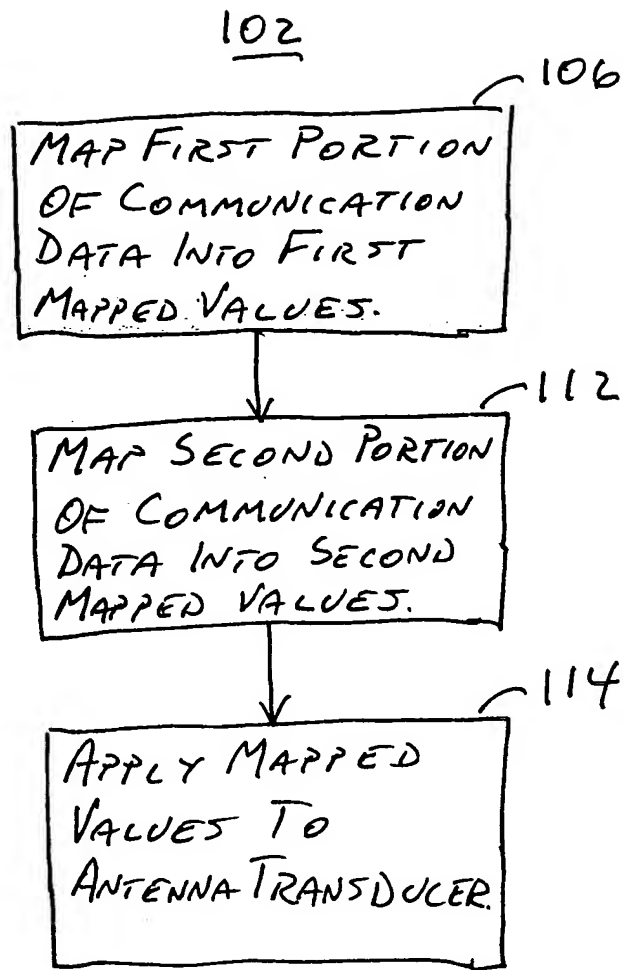 102
106
MAP FIRST PORTION
OF COMMUNICATION
DATA INTO FIRST
MAPPED VALUES.
112
MAP SECOND PORTION
OF COMMUNICATION
DATA INTO SECOND
MAPPED VALUES.
114
APPLY MAPPED
VALUES TO
ANTENNA TRANSDUCER.